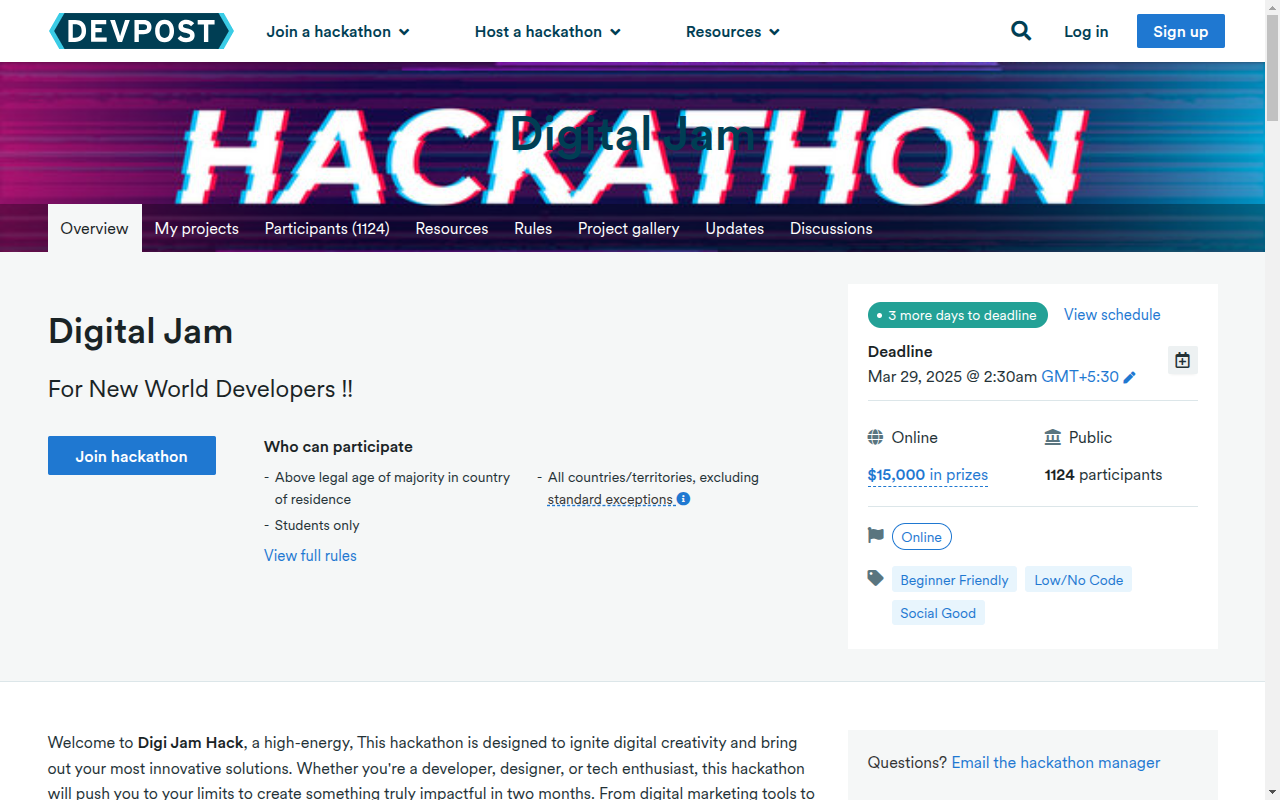 DEVPOST
Join a hackathon
Host a hackathon
Resources
Log in
Sign up
HACKATHON
Digital Jam
Overview
My projects
Participants (1124)
Resources
Rules
Project gallery
Updates
Discussions
Digital Jam
For New World Developers !!
Join hackathon
Who can participate
- Above legal age of majority in country
of residence
- Students only
- All countries/territories, excluding
standard exceptions
View full rules
3 more days to deadline
View schedule
Deadline
Mar 29, 2025 @ 2:30am GMT+5:30
Online
Public
$15,000 in prizes
1124 participants
Online
Beginner Friendly
Low/No Code
Social Good
Welcome to Digi Jam Hack, a high-energy, This hackathon is designed to ignite digital creativity and bring
out your most innovative solutions. Whether you're a developer, designer, or tech enthusiast, this hackathon
will push you to your limits to create something truly impactful in two months. From digital marketing tools to
Questions? Email the hackathon manager